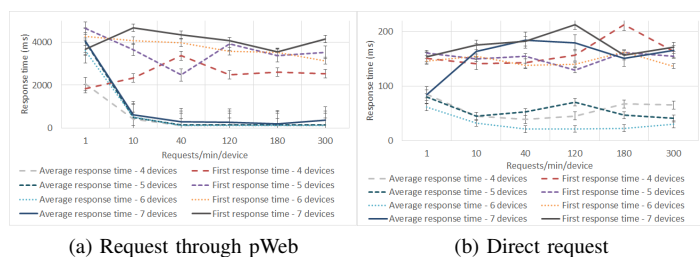 Response time (ms)
4000
2000
0
1 10 40 120 180 300
Requests/min/device
Average response time - 4 devices
First response time - 4 devices
Average response time - 5 devices
First response time - 5 devices
Average response time - 6 devices
First response time - 6 devices
Average response time - 7 devices
First response time - 7 devices
(a) Request through pWeb
Response time (ms)
200
100
0
1 10 40 120 180 300
Requests/min/device
Average response time - 4 devices
First response time - 4 devices
Average response time - 5 devices
First response time - 5 devices
Average response time - 6 devices
First response time - 6 devices
Average response time - 7 devices
First response time - 7 devices
(b) Direct request